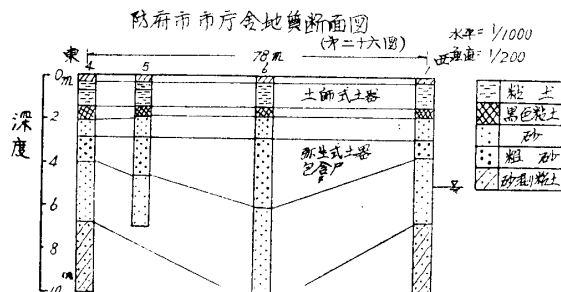 防府市市庁舎地質断面図
(第二十六図)
水平=1/1000
垂直=1/200
東
78m
西
4
5
6
1
0m
2
4
6
8
深度
土師式土器
弥生式土器
包含戸
粘土
黒色粘土
砂
粗砂
砂利粘土